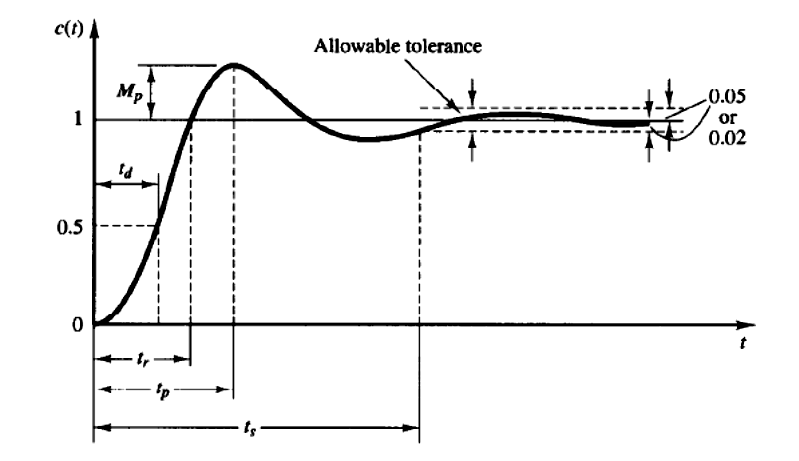 c(t)
Allowable tolerance
M_p
0.05
or
0.02
1
t_d
0.5
0
t
t_r
t_p
t_s